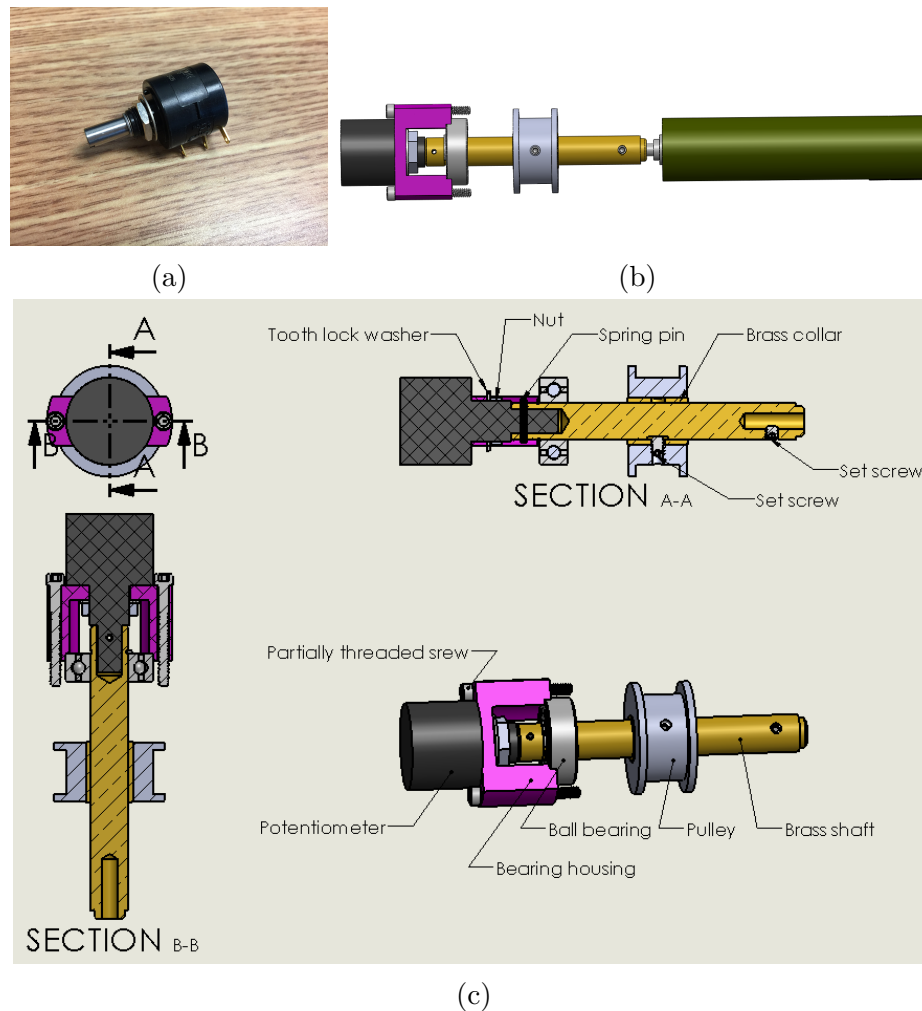 (a)
(b)
A
A
B
B
Tooth lock washer
Nut
Spring pin
Brass collar
Set screw
Set screw
SECTION A-A
Partially threaded srew
Potentiometer
Ball bearing
Pulley
Brass shaft
Bearing housing
SECTION B-B
(c)